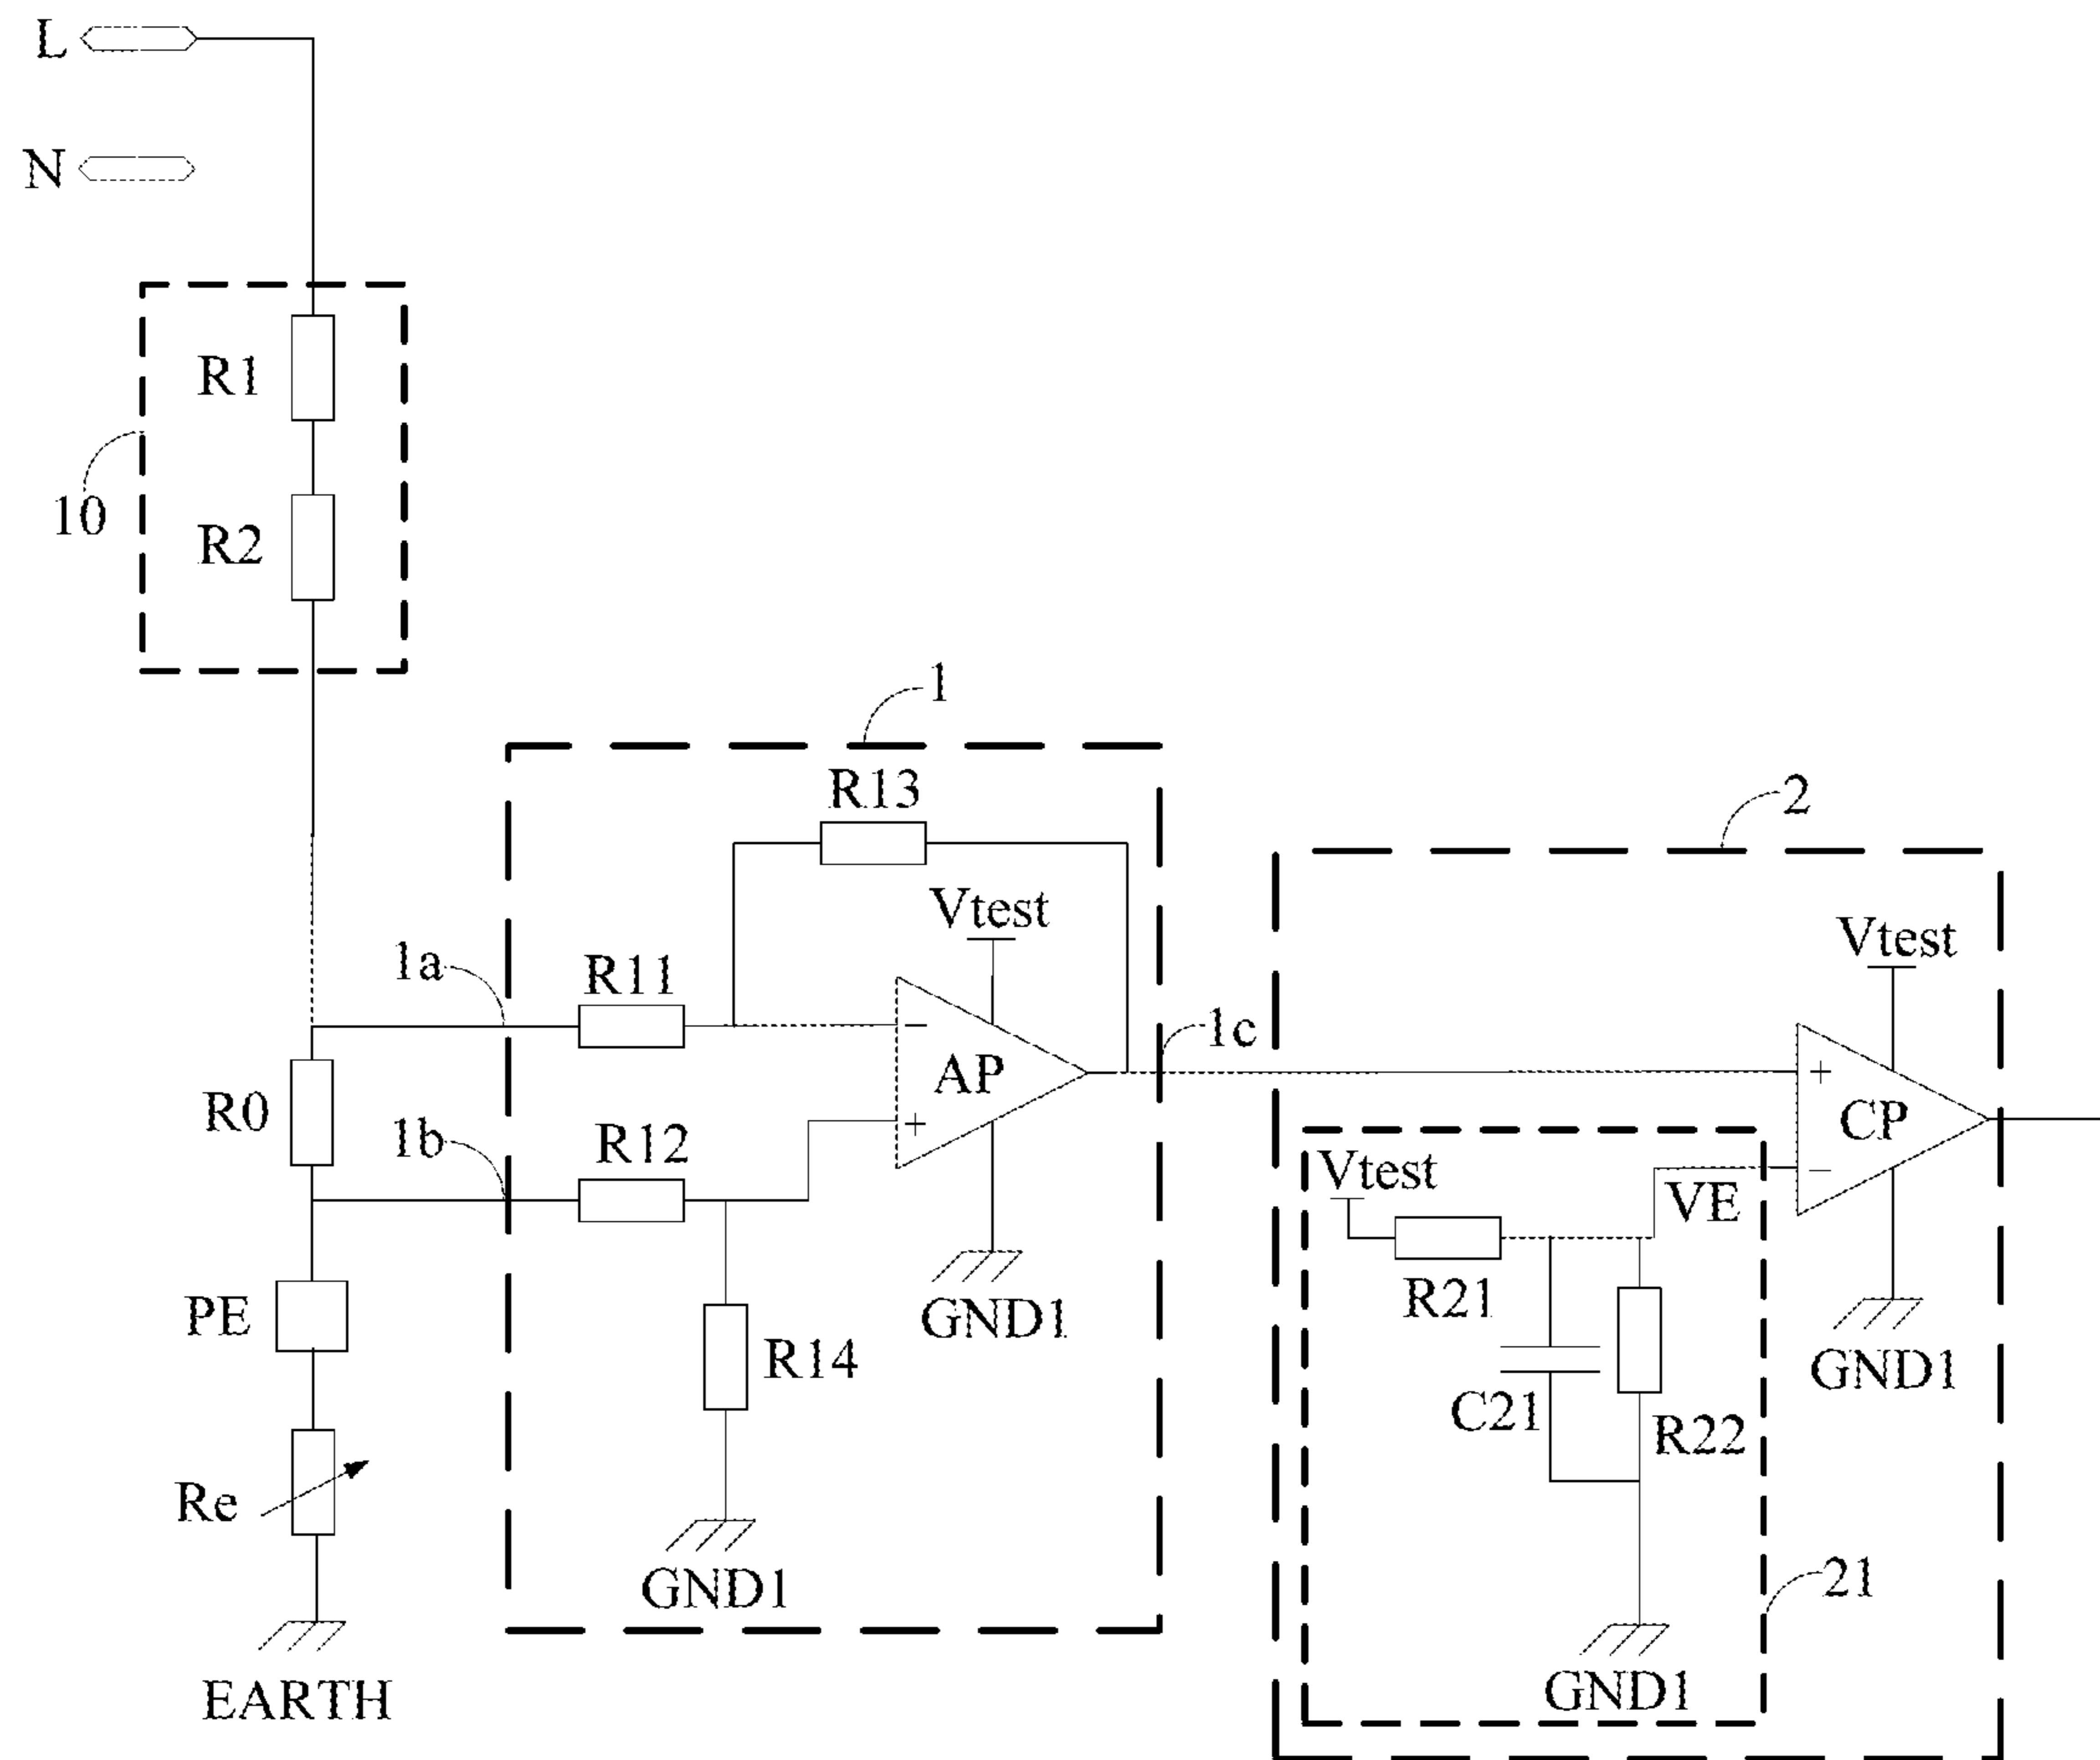 L
N
R1
10
R2
1
R13
2
Vtest
Vtest
1a
R11
1c
AP
R0
CP
1b
R12
Vtest
VE
PE
GND1
R21
R14
GND1
C21
R22
Re
GND1
21
EARTH
GND1